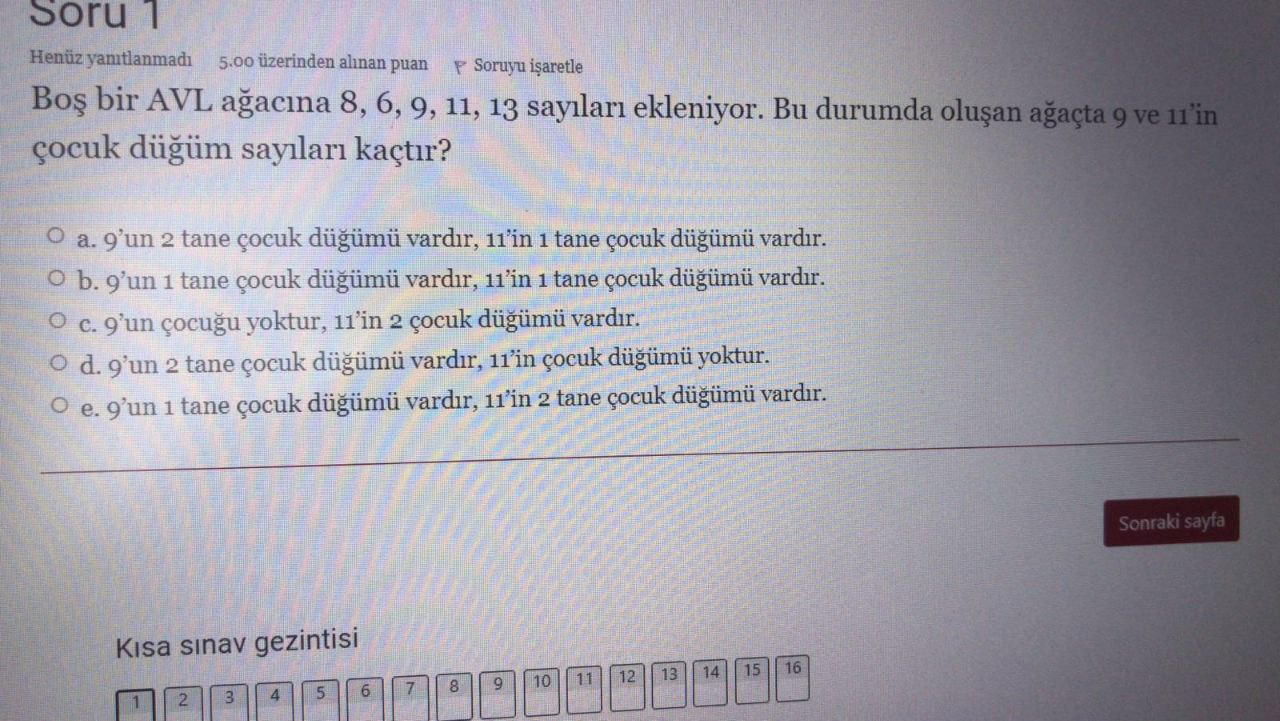 Soru 1
Henüz yanıtlanmadı 5.00 üzerinden alınan puan Soruyu işaretle
Boş bir AVL ağacına 8, 6, 9, 11, 13 sayıları ekleniyor. Bu durumda oluşan ağaçta 9 ve 11'in
çocuk düğüm sayıları kaçtır?
a. 9'un 2 tane çocuk düğümü vardır, 11'in 1 tane çocuk düğümü vardır.
b. 9'un 1 tane çocuk düğümü vardır, 11'in 1 tane çocuk düğümü vardır.
c. 9'un çocuğu yoktur, 11'in 2 çocuk düğümü vardır.
d. 9'un 2 tane çocuk düğümü vardır, 11'in çocuk düğümü yoktur.
e. 9'un 1 tane çocuk düğümü vardır, 11'in 2 tane çocuk düğümü vardır.
Sonraki sayfa
Kısa sınav gezintisi
1 2 3 4 5 6 7 8 9 10 11 12 13 14 15 16